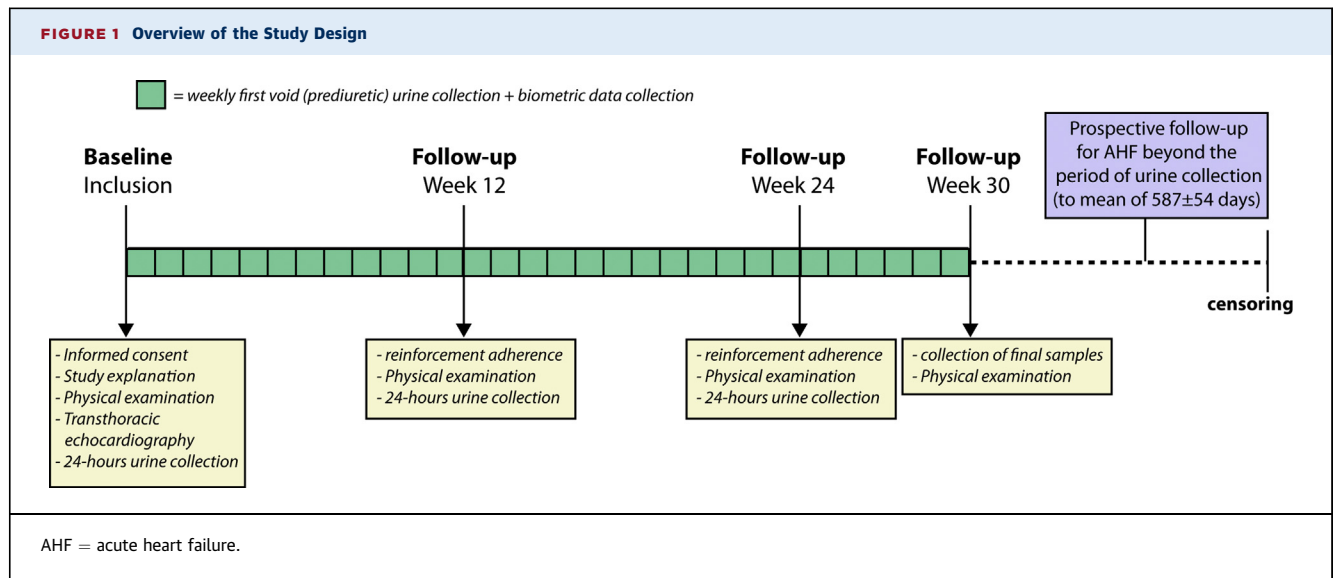 FIGURE 1 Overview of the Study Design
= weekly first void (prediuretic) urine collection + biometric data collection
Baseline
Inclusion
Follow-up
Week 12
Follow-up
Week 24
Follow-up
Week 30
Prospective follow-up
for AHF beyond the
period of urine collection
(to mean of 587±54 days)
censoring
- Informed consent
- Study explanation
- Physical examination
- Transthoracic
echocardiography
- 24-hours urine collection
- reinforcement adherence
- Physical examination
- 24-hours urine collection
- reinforcement adherence
- Physical examination
- 24-hours urine collection
- collection of final samples
- Physical examination
AHF = acute heart failure.